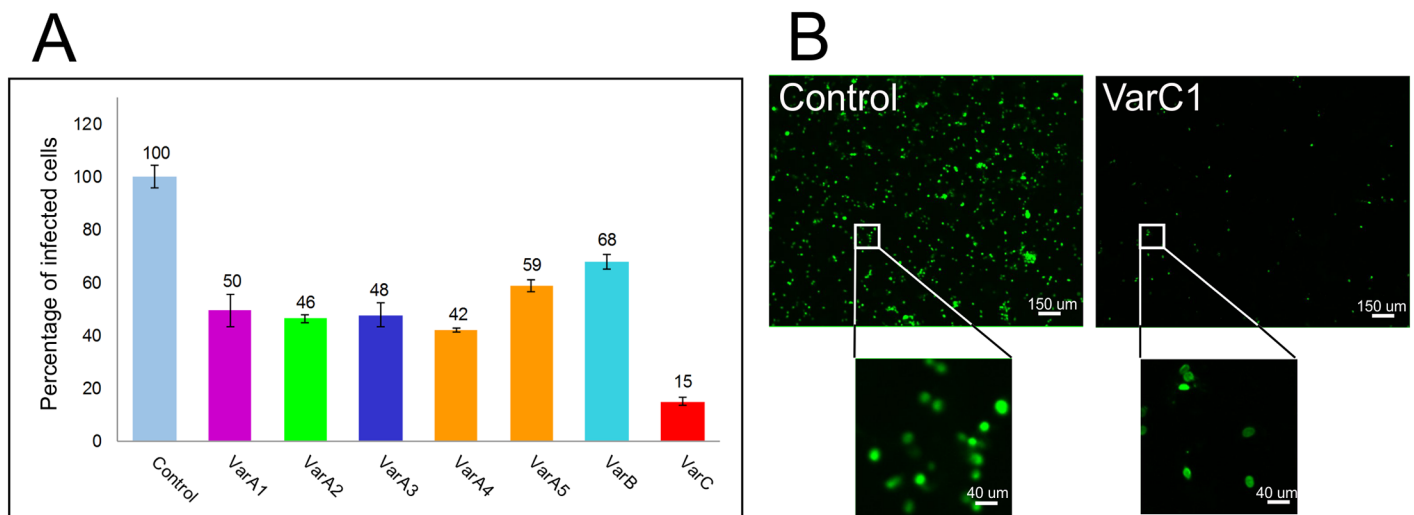 A
B
Percentage of infected cells
120
100
80
60
40
20
0
100
50
46
48
42
59
68
15
Control
VarA1
VarA2
VarA3
VarA4
VarA5
VarB
VarC
Control
VarC1
150 um
150 um
40 um
40 um